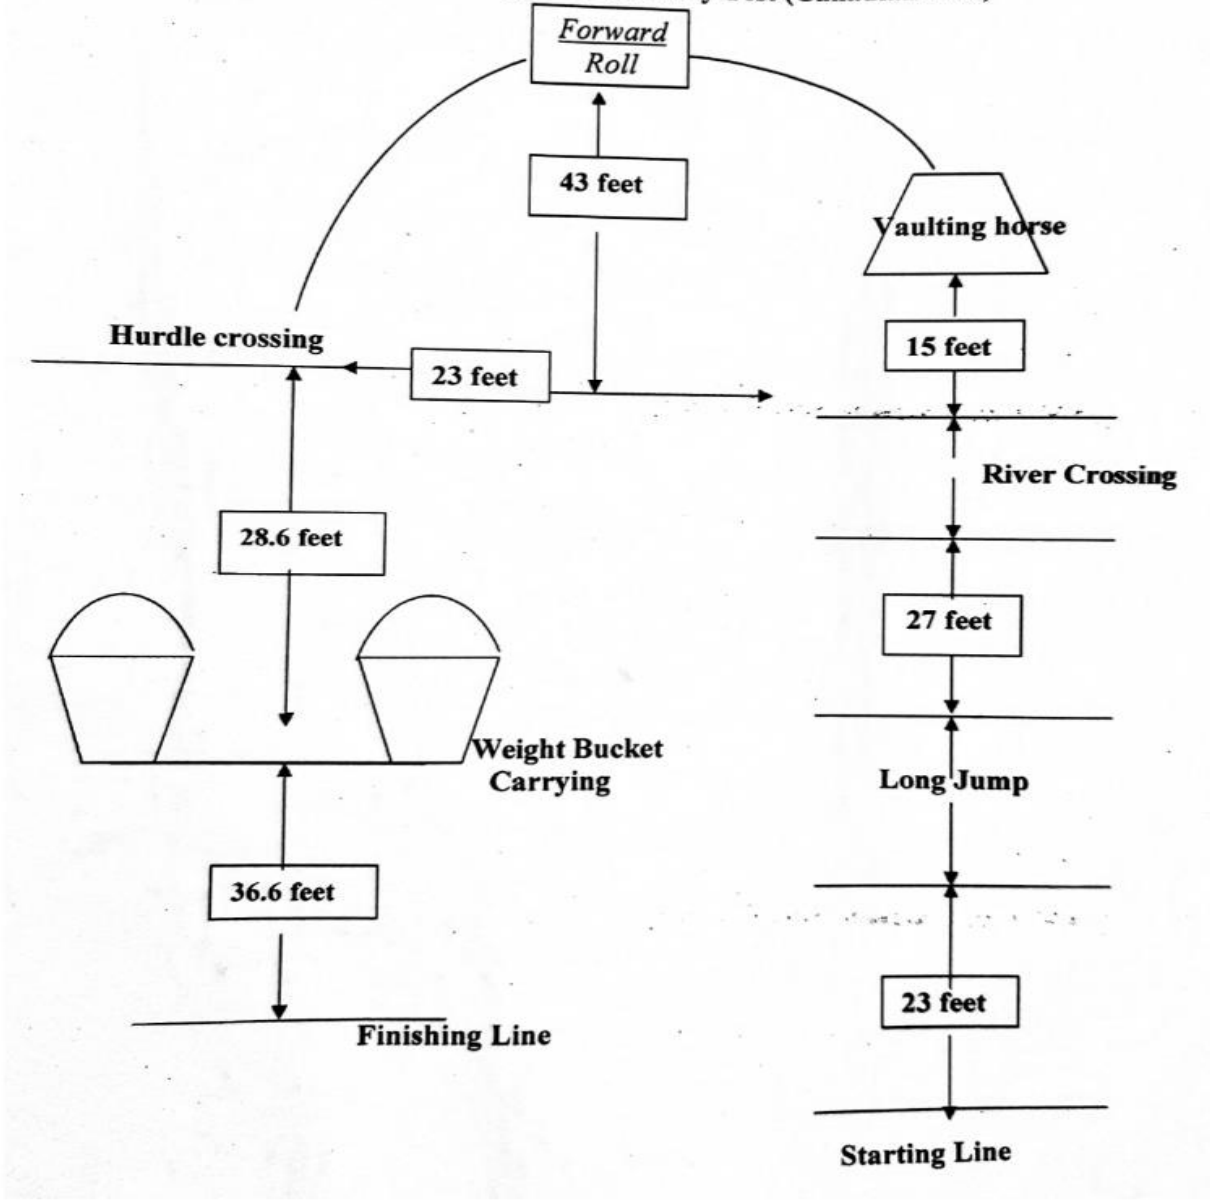 Forward
Roll
43 feet
Vaulting horse
Hurdle crossing
23 feet
15 feet
River Crossing
28.6 feet
27 feet
Weight Bucket
Carrying
Long Jump
36.6 feet
23 feet
Finishing Line
Starting Line